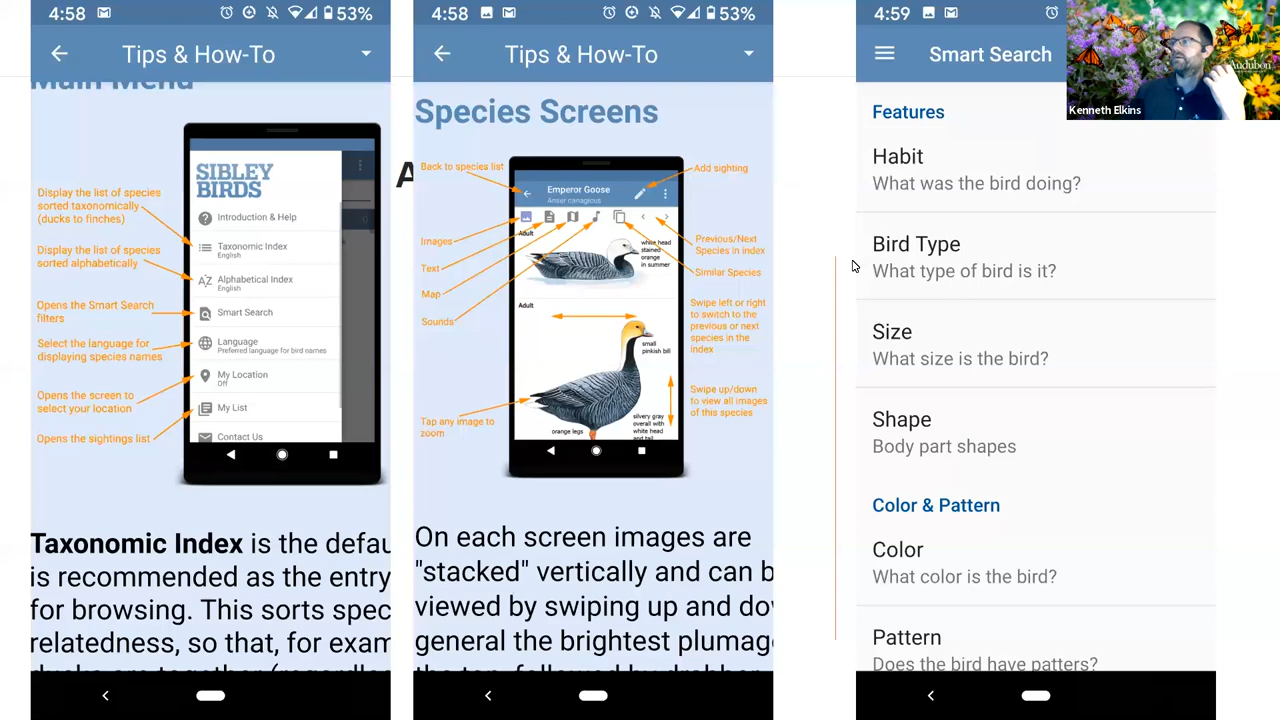 4:58
53%
Tips & How-To
Main Menu
SIBLEY
BIRDS
Introduction & Help
Taxonomic Index
English
Alphabetical Index
English
Smart Search
Language
Preferred language for bird names
My Location
Off
My List
Contact Us
Display the list of species
sorted taxonomically
(ducks to finches)
Display the list of species
sorted alphabetically
Opens the Smart Search
filters
Select the language for
displaying species names
Opens the screen to
select your location
Opens the sightings list
Taxonomic Index is the defau
is recommended as the entry
for browsing. This sorts spec
relatedness, so that, for exam
A
4:58
53%
Tips & How-To
Species Screens
Back to species list
Add sighting
Emperor Goose
Anser canagicus
Images
Text
Map
Sounds
Tap any image to
zoom
Adult
white head
stained
orange
in summer
Adult
small
pinkish bill
silvery gray
overall with
white head
and tail
orange legs
Previous/Next
Species in index
Similar Species
Swipe left or right
to switch to the
previous or next
species in the
index
Swipe up/down
to view all images
of this species
On each screen images are
"stacked" vertically and can b
viewed by swiping up and dow
general the brightest plumag
the top, followed by drabber
4:59
Smart Search
Features
Habit
What was the bird doing?
Bird Type
What type of bird is it?
Size
What size is the bird?
Shape
Body part shapes
Color & Pattern
Color
What color is the bird?
Pattern
Does the bird have patters?
Audubon
Kenneth Elkins